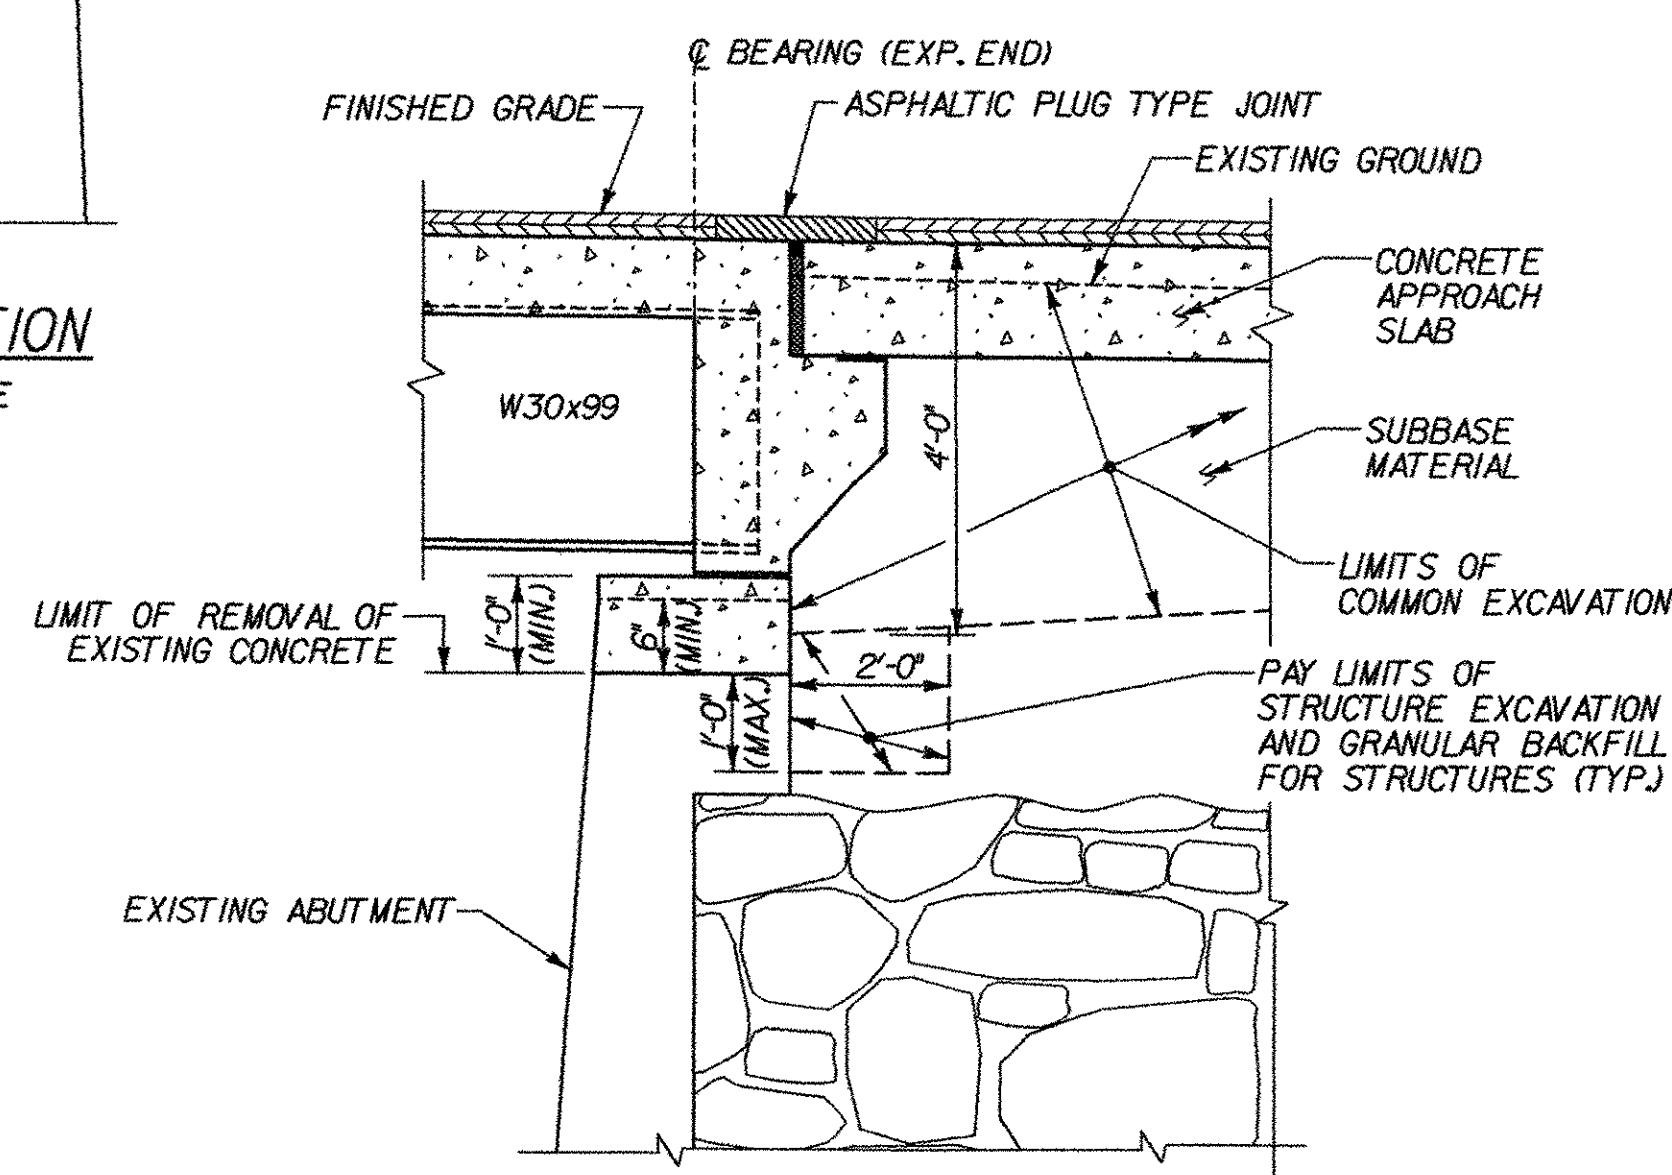 ℄ BEARING (EXP. END)
FINISHED GRADE
ASPHALTIC PLUG TYPE JOINT
EXISTING GROUND
CONCRETE
APPROACH
SLAB
TION
E
W30x99
4'-0"
SUBBASE
MATERIAL
LIMITS OF
COMMON EXCAVATION
LIMIT OF REMOVAL OF
EXISTING CONCRETE
1'-0"
(MIN.)
6"
(MIN.)
2'-0"
1'-0"
(MAX.)
PAY LIMITS OF
STRUCTURE EXCAVATION
AND GRANULAR BACKFILL
FOR STRUCTURES (TYP.)
EXISTING ABUTMENT